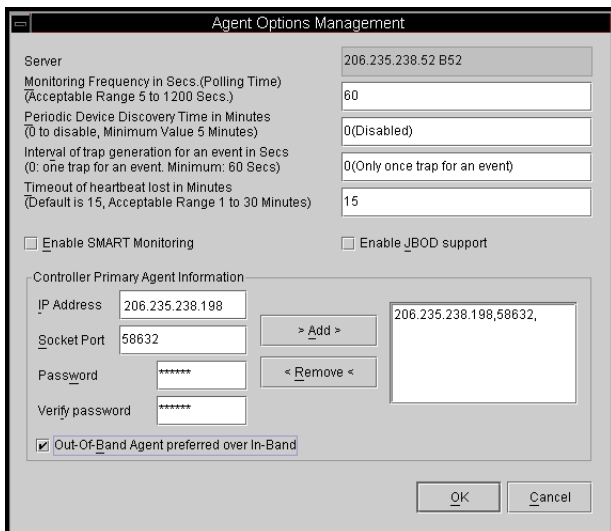 Agent Options Management
Server
206.235.238.52 B52
Monitoring Frequency in Secs.(Polling Time)
(Acceptable Range 5 to 1200 Secs.)
60
Periodic Device Discovery Time in Minutes
(0 to disable, Minimum Value 5 Minutes)
0(Disabled)
Interval of trap generation for an event in Secs
(0: one trap for an event. Minimum: 60 Secs)
0(Only once trap for an event)
Timeout of heartbeat lost in Minutes
(Default is 15, Acceptable Range 1 to 30 Minutes)
15
Enable SMART Monitoring
Enable JBOD support
Controller Primary Agent Information
IP Address
206.235.238.198
Socket Port
58632
Password
******
Verify password
******
> Add >
< Remove <
206.235.238.198,58632,
Out-Of-Band Agent preferred over In-Band
OK
Cancel